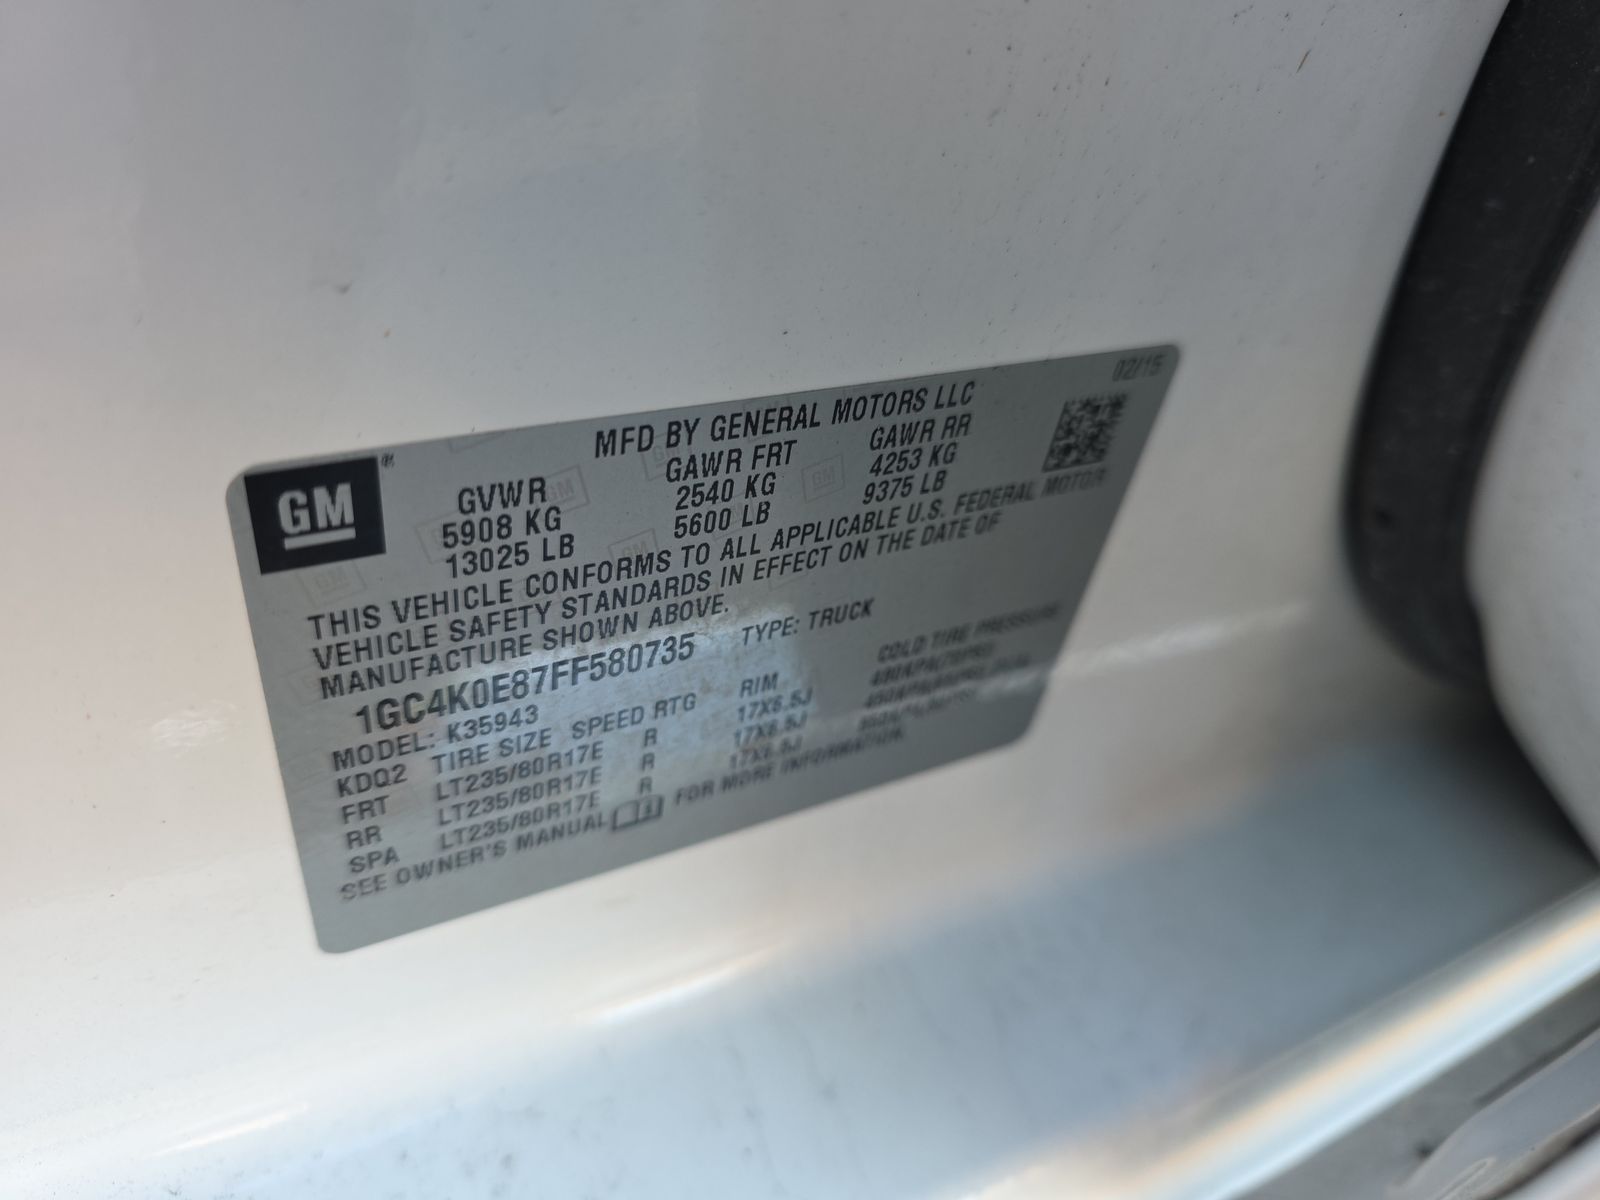 02/15
MFD BY GENERAL MOTORS LLC
GM
GVWR GAWR FRT GAWR RR
5908 KG 2540 KG 4253 KG
13025 LB 5600 LB 9375 LB
THIS VEHICLE CONFORMS TO ALL APPLICABLE U.S. FEDERAL MOTOR
VEHICLE SAFETY STANDARDS IN EFFECT ON THE DATE OF
MANUFACTURE SHOWN ABOVE.
1GC4K0E87FF580735 TYPE: TRUCK
MODEL: K35943
KDQ2 TIRE SIZE SPEED RTG RIM COLD TIRE PRESSURE
FRT LT235/80R17E R 17X6.5J
RR LT235/80R17E R 17X6.5J
SPA LT235/80R17E R 17X6.5J
SEE OWNER'S MANUAL FOR MORE INFORMATION.